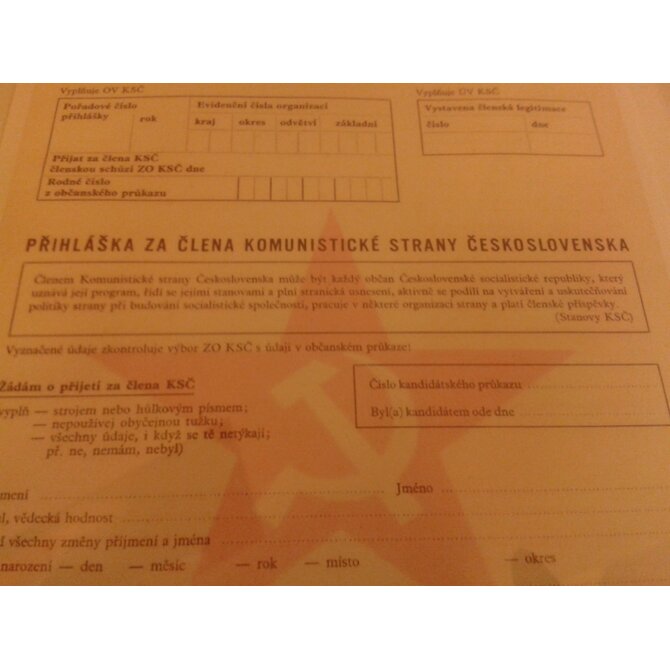 Vyplňuje OV KSČ
Vyplňuje ÚV KSČ
Pořadové číslo
přihlášky
rok
Evidenční čísla organizací
kraj okres odvětví základní
Vystavena členská legitimace
číslo dne
Přijat za člena KSČ
členskou schůzí ZO KSČ dne
Rodné číslo
z občanského průkazu
PŘIHLÁŠKA ZA ČLENA KOMUNISTICKÉ STRANY ČESKOSLOVENSKA
Členem Komunistické strany Československa může být každý občan Československé socialistické republiky, který
uznává její program, řídí se jejími stanovami a plní stranická usnesení, aktivně se podílí na vytváření a uskutečňování
politiky strany při budování socialistické společnosti, pracuje v některé organizaci strany a platí členské příspěvky.
(Stanovy KSČ)
Vyznačené údaje zkontroluje výbor ZO KSČ s údaji v občanském průkaze:
Žádám o přijetí za člena KSČ
vyplň — strojem nebo hůlkovým písmem;
— nepoužívej obyčejnou tužku;
— všechny údaje, i když se tě netýkají;
př. ne, nemám, nebyl)
Číslo kandidátského průkazu
Byl(a) kandidátem ode dne
mení
Jméno
l, vědecká hodnost
í všechny změny příjmení a jména
narození — den — měsíc — rok — místo — okres